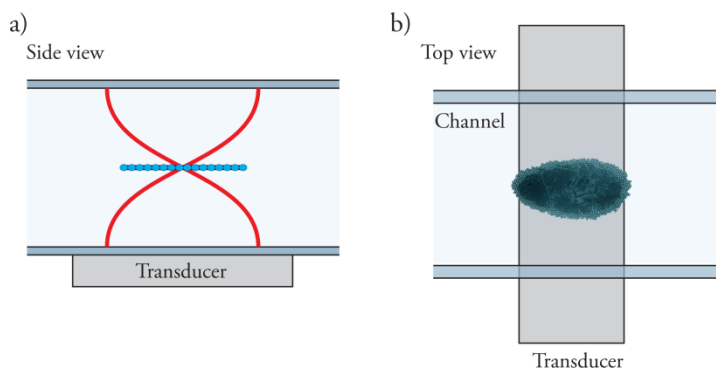 a)
Side view
Transducer
b)
Top view
Channel
Transducer